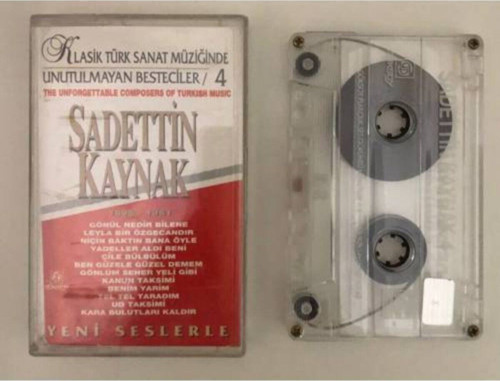 KLASİK TÜRK SANAT MÜZİĞİNDE
UNUTULMAYAN BESTECİLER / 4
THE UNFORGETTABLE COMPOSERS OF TURKISH MUSIC
SADETTİN
KAYNAK
GÖNÜL NEDİR BİLENE
LEYLA BİR ÖZGECANDIR
NİÇİN BAKTIN BANA ÖYLE
YADELLER ALDI BENİ
ÇİLE BÜLBÜLÜM
BEN GÜZELE GÜZEL DEMEM
GÖNLÜM SEHER YELİ GİBİ
KANUN TAKSİMİ
BENİM YARİM
TEL TEL TARADIM
UD TAKSİMİ
KARA BULUTLARI KALDIR
YENİ SESLERLE
SADETTİN KAYNAK